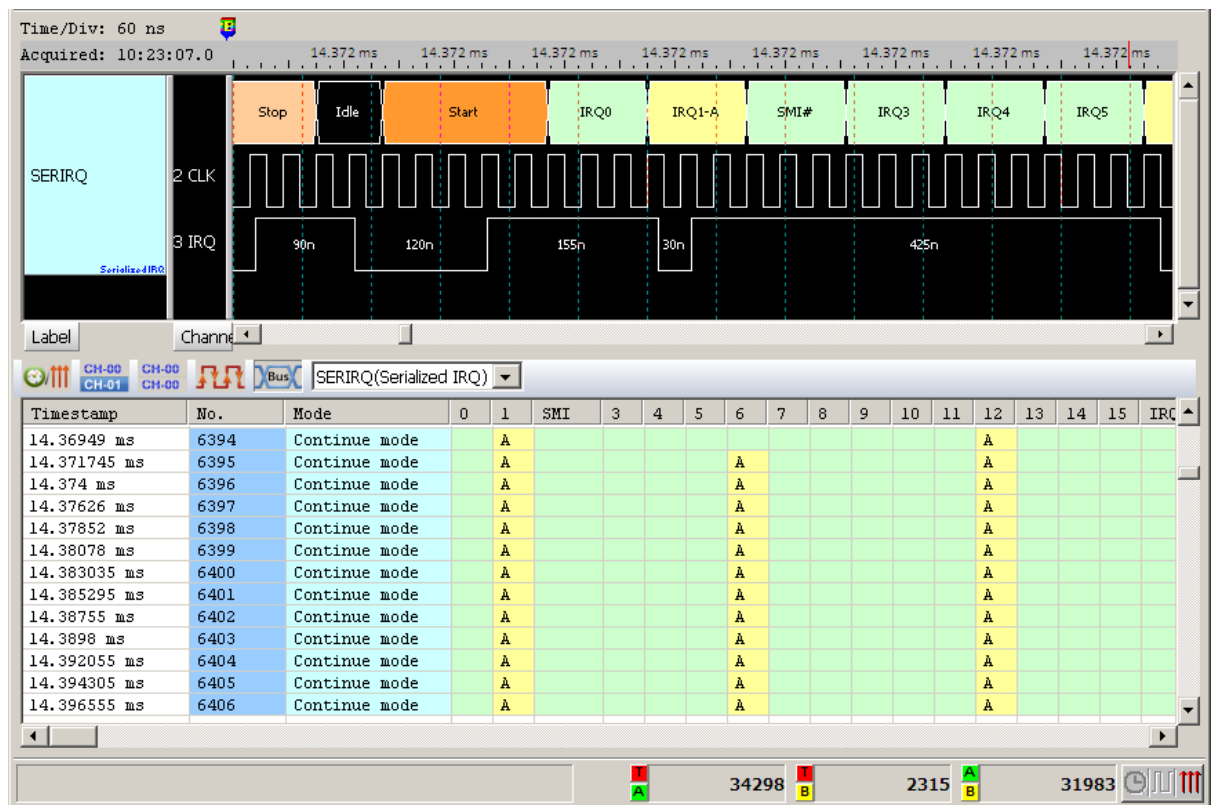 Time/Div: 60 ns B
Acquired: 10:23:07.0 14.372 ms 14.372 ms 14.372 ms 14.372 ms 14.372 ms 14.372 ms 14.372 ms 14.372 ms
Stop Idle Start IRQ0 IRQ1-A SMI# IRQ3 IRQ4 IRQ5
SERIRQ 2 CLK
3 IRQ 90n 120n 155n 30n 425n
Serialized IRQ
Label Channe
CH-00 CH-00
CH-01 CH-00
Bus SERIRQ(Serialized IRQ)
Timestamp No. Mode 0 1 SMI 3 4 5 6 7 8 9 10 11 12 13 14 15 IRQ
14.36949 ms 6394 Continue mode A A
14.371745 ms 6395 Continue mode A A A
14.374 ms 6396 Continue mode A A A
14.37626 ms 6397 Continue mode A A A
14.37852 ms 6398 Continue mode A A A
14.38078 ms 6399 Continue mode A A A
14.383035 ms 6400 Continue mode A A A
14.385295 ms 6401 Continue mode A A A
14.38755 ms 6402 Continue mode A A A
14.3898 ms 6403 Continue mode A A A
14.392055 ms 6404 Continue mode A A A
14.394305 ms 6405 Continue mode A A A
14.396555 ms 6406 Continue mode A A A
T A 34298 T B 2315 A B 31983